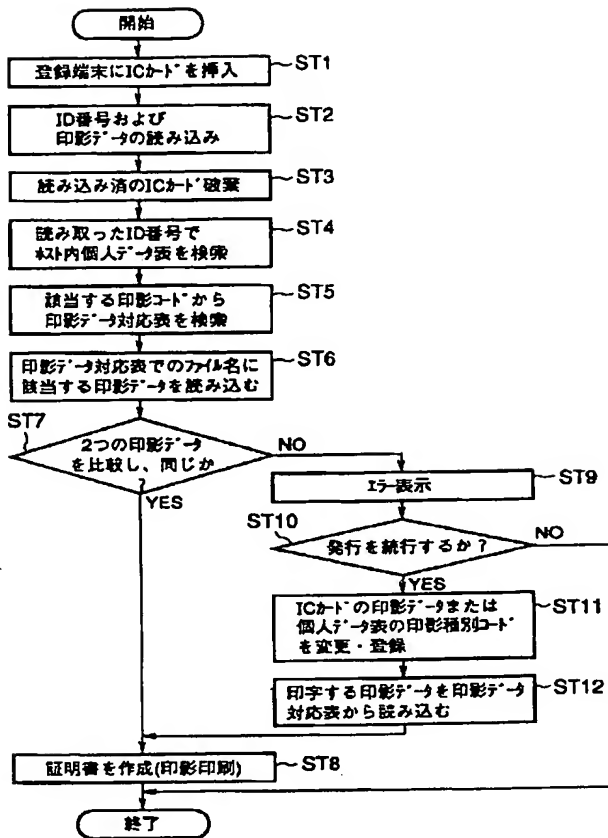 開始
登録端末にICカードを挿入
ST1
ID番号および
印影データの読み込み
ST2
読み込み済のICカード破棄
ST3
読み取ったID番号で
ホスト内個人データ表を検索
ST4
該当する印影コードから
印影データ対応表を検索
ST5
印影データ対応表でのファイル名に
該当する印影データを読み込む
ST6
ST7
2つの印影データ
を比較し、同じか
?
NO
YES
エラー表示
ST9
ST10
発行を続行するか?
NO
YES
ICカードの印影データまたは
個人データ表の印影種別コード
を変更・登録
ST11
印字する印影データを印影データ
対応表から読み込む
ST12
証明書を作成(印影印刷)
ST8
終了